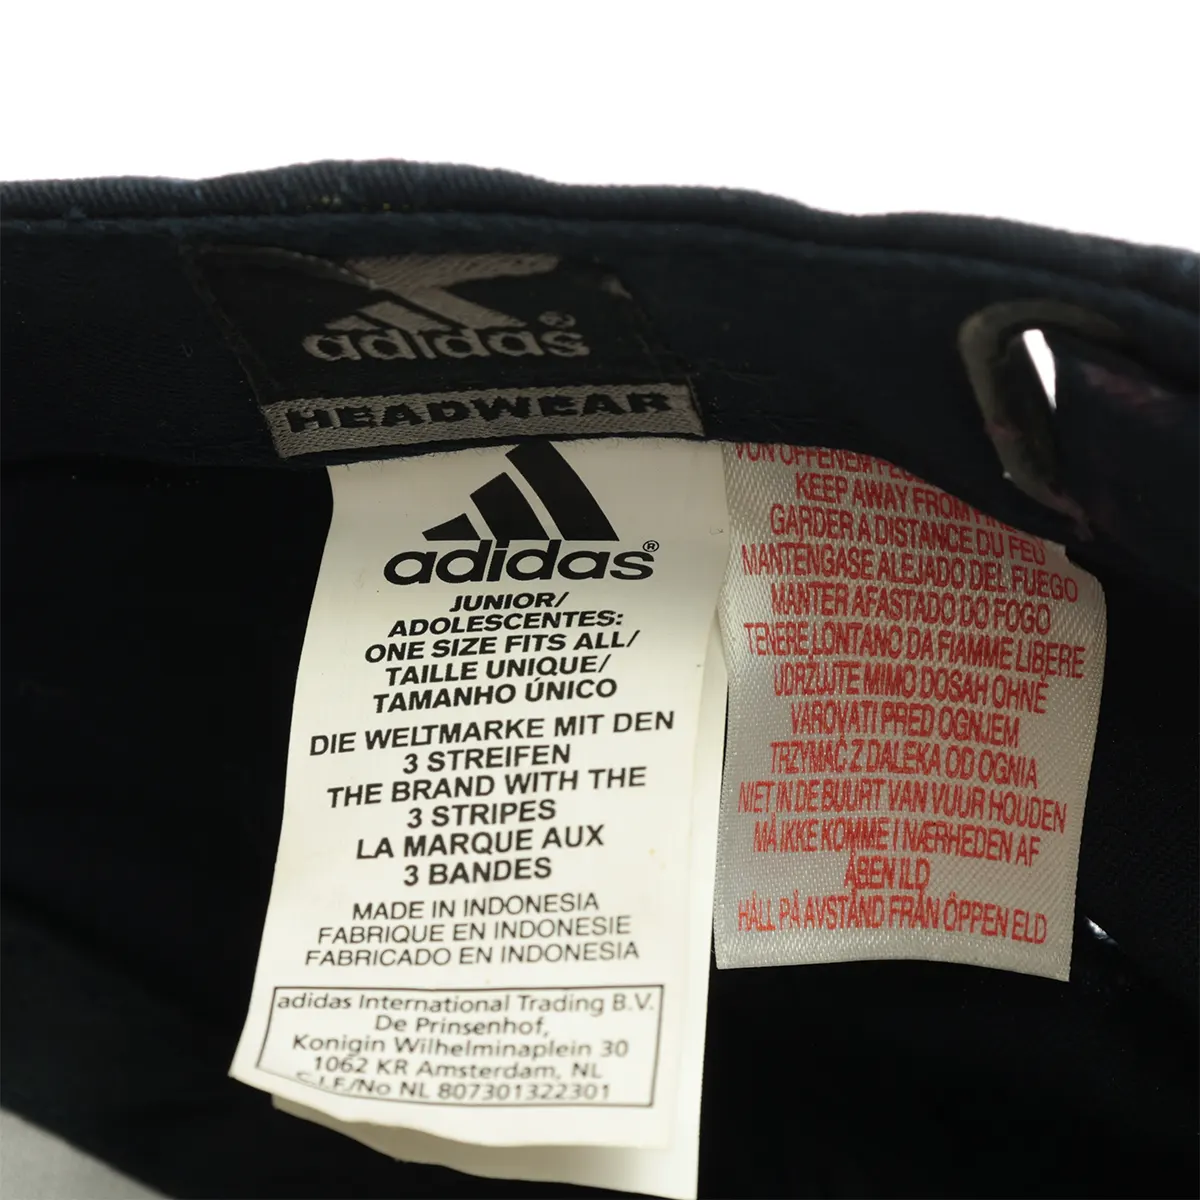 adidas®
HEADWEAR
adidas®
JUNIOR/
ADOLESCENTES:
ONE SIZE FITS ALL/
TAILLE UNIQUE/
TAMANHO ÚNICO
DIE WELTMARKE MIT DEN
3 STREIFEN
THE BRAND WITH THE
3 STRIPES
LA MARQUE AUX
3 BANDES
MADE IN INDONESIA
FABRIQUE EN INDONESIE
FABRICADO EN INDONESIA
adidas International Trading B.V.
De Prinsenhof,
Konigin Wilhelminaplein 30
1062 KR Amsterdam, NL
C.I.F/No NL 807301322301
VON OFFENEM
KEEP AWAY FROM
GARDER A DISTANCE DU FEU
MANTENGASE ALEJADO DEL FUEGO
MANTER AFASTADO DO FOGO
TENERE LONTANO DA FIAMME LIBERE
UDRZUJTE MIMO DOSAH OHNĚ
VAROVATI PRED OGNJEM
TRZYMAĆ Z DALEKA OD OGNIA
NIET IN DE BUURT VAN VUUR HOUDEN
MÅ IKKE KOMME I NÆRHEDEN AF
ÅBEN ILD
HÅLL PÅ AVSTÅND FRÅN ÖPPEN ELD